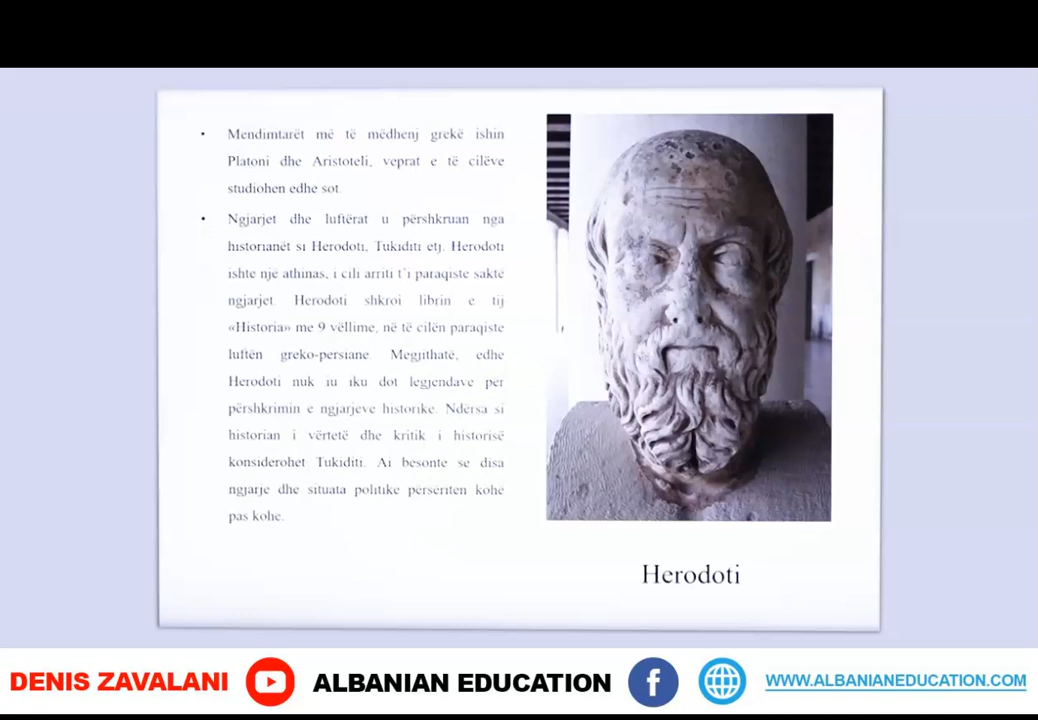 • Mendimtarët më të mëdhenj grekë ishin
Platoni dhe Aristoteli, veprat e të cilëve
studiohen edhe sot.
• Ngjarjet dhe luftërat u përshkruan nga
historianët si Herodoti, Tukiditi etj. Herodoti
ishte një athinas, i cili arriti t'i paraqiste saktë
ngjarjet. Herodoti shkroi librin e tij
«Historia» me 9 vëllime, në të cilën paraqiste
luftën greko-persiane. Megjithatë, edhe
Herodoti nuk iu iku dot legjendave për
përshkrimin e ngjarjeve historike. Ndërsa si
historian i vërtetë dhe kritik i historisë
konsiderohet Tukiditi. Ai besonte se disa
ngjarje dhe situata politike përsëriten kohë
pas kohe.
Herodoti
DENIS ZAVALANI
ALBANIAN EDUCATION
WWW.ALBANIANEDUCATION.COM